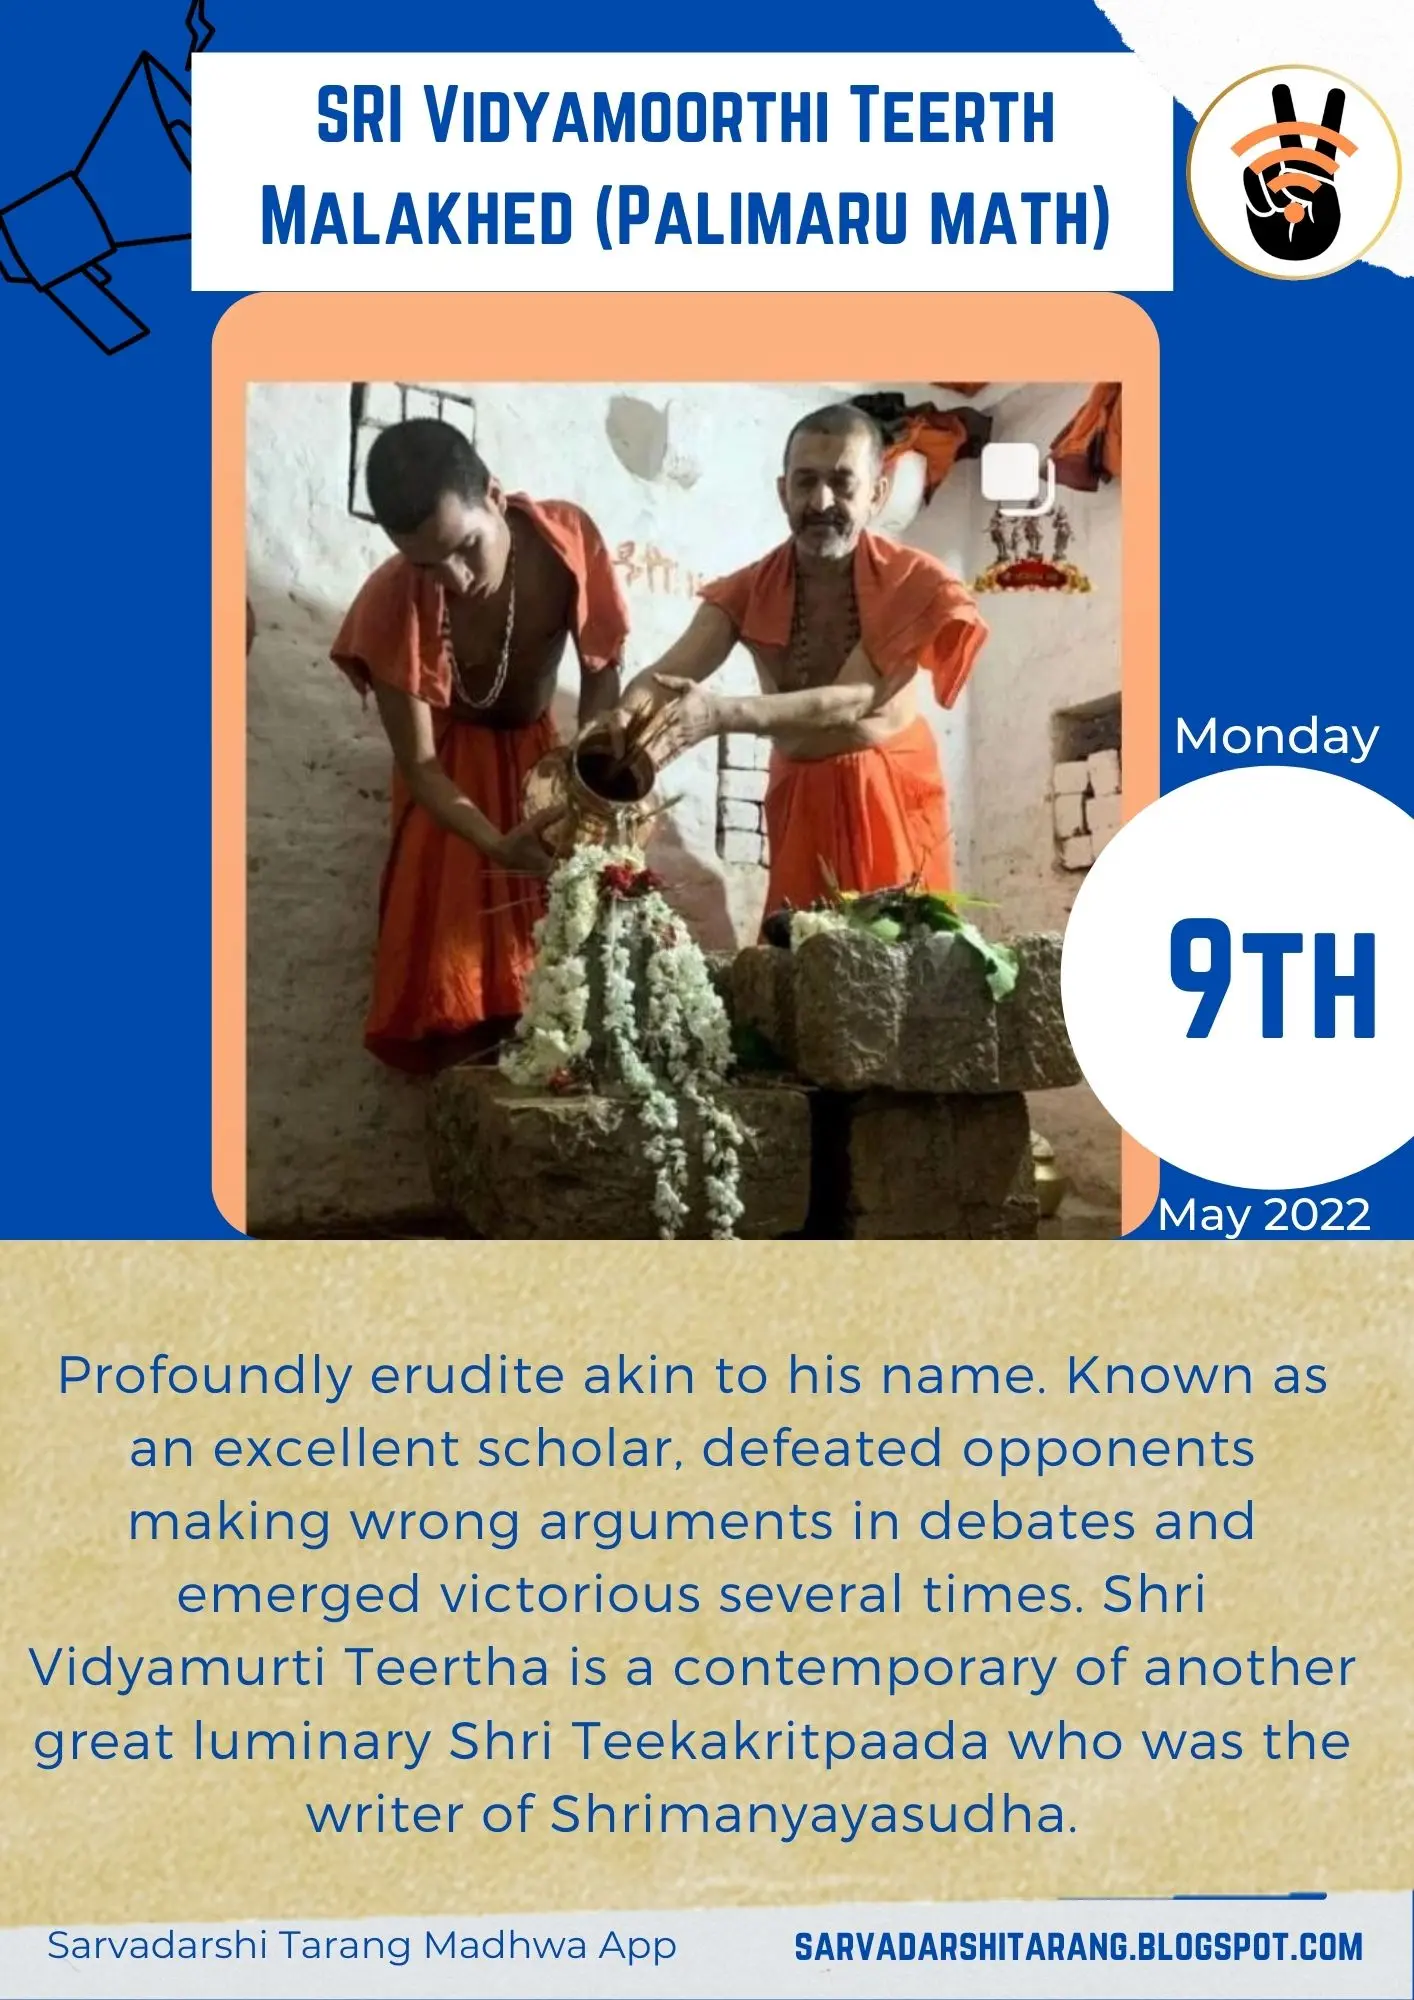 SRI Vidyamoorthi Teerth
Malakhed (Palimaru math)
Monday
9th
May 2022
Profoundly erudite akin to his name. Known as
an excellent scholar, defeated opponents
making wrong arguments in debates and
emerged victorious several times. Shri
Vidyamurti Teertha is a contemporary of another
great luminary Shri Teekakritpaada who was the
writer of Shrimanyayasudha.
Sarvadarshi Tarang Madhwa App
SARVADARSHITARANG.BLOGSPOT.COM